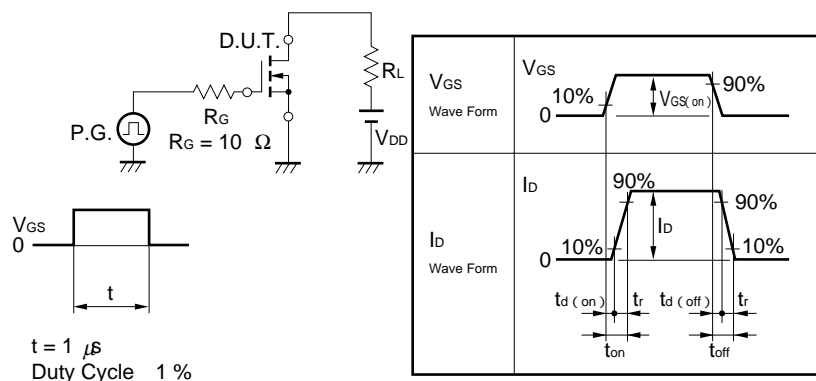 D.U.T.
RL
RG
P.G.
RG = 10 Ω
VDD
VGS
0
t
t = 1 μs
Duty Cycle 1 %
VGS
Wave Form
VGS
10%
90%
VGS(on)
0
ID
Wave Form
ID
90%
90%
ID
10%
10%
0
td(on) tr td(off) tr
ton toff